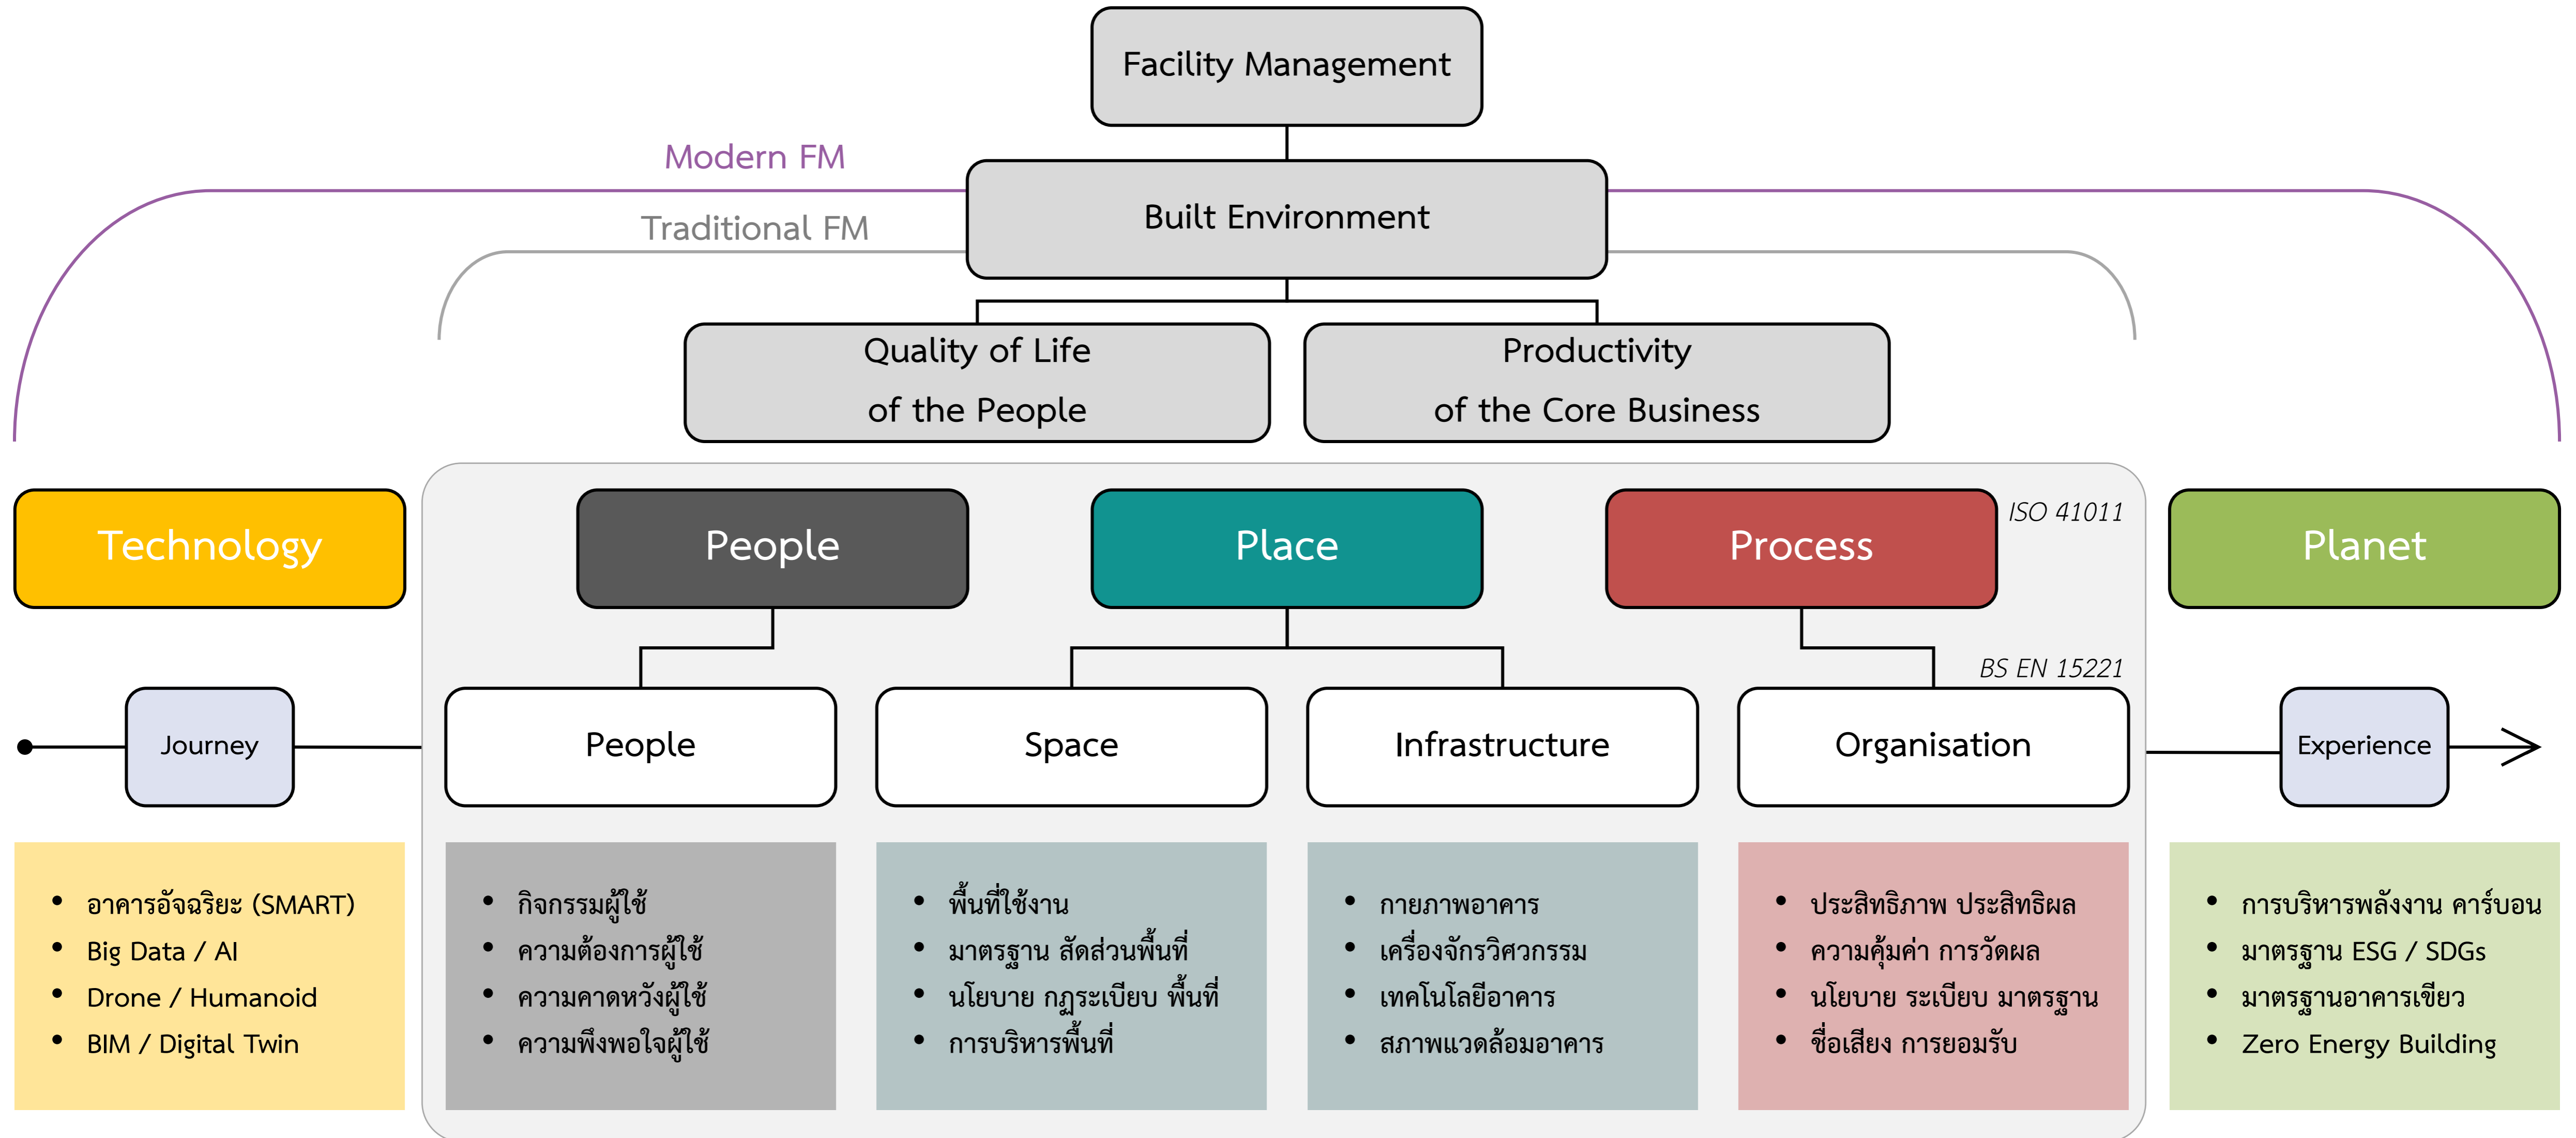 Facility Management
Modern FM
Built Environment
Traditional FM
Quality of Life
of the People
Productivity
of the Core Business
Technology
People
Place
Process
ISO 41011
Planet
BS EN 15221
Journey
People
Space
Infrastructure
Organisation
Experience
• อาคารอัจฉริยะ (SMART)
• Big Data / AI
• Drone / Humanoid
• BIM / Digital Twin
• กิจกรรมผู้ใช้
• ความต้องการผู้ใช้
• ความคาดหวังผู้ใช้
• ความพึงพอใจผู้ใช้
• พื้นที่ใช้งาน
• มาตรฐาน สัดส่วนพื้นที่
• นโยบาย กฏระเบียบ พื้นที่
• การบริหารพื้นที่
• กายภาพอาคาร
• เครื่องจักรวิศวกรรม
• เทคโนโลยีอาคาร
• สภาพแวดล้อมอาคาร
• ประสิทธิภาพ ประสิทธิผล
• ความคุ้มค่า การวัดผล
• นโยบาย ระเบียบ มาตรฐาน
• ชื่อเสียง การยอมรับ
• การบริหารพลังงาน คาร์บอน
• มาตรฐาน ESG / SDGs
• มาตรฐานอาคารเขียว
• Zero Energy Building